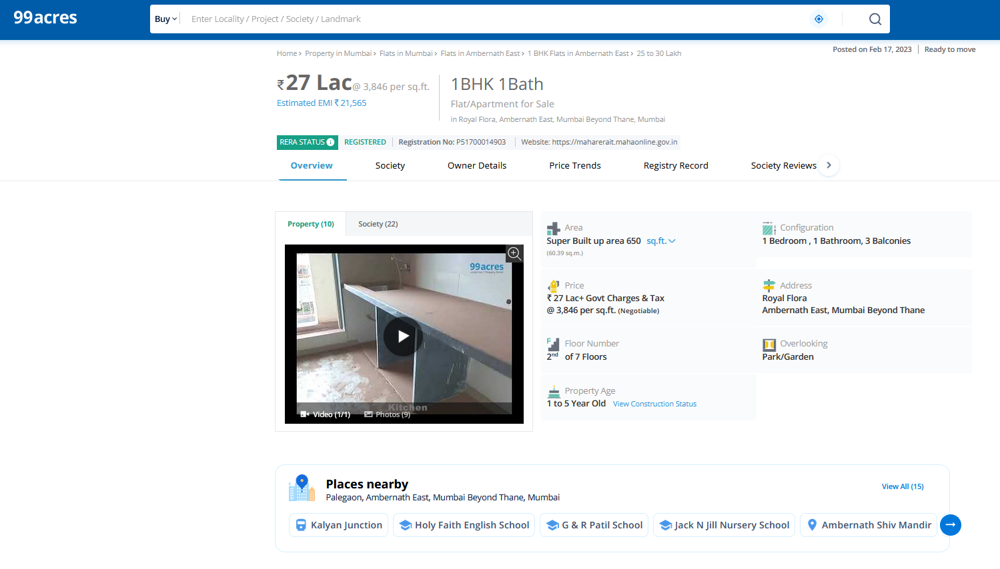 99acres
Buy
Enter Locality / Project / Society / Landmark
Home › Property in Mumbai › Flats in Mumbai › Flats in Ambernath East › 1 BHK Flats in Ambernath East › 25 to 30 Lakh
Posted on Feb 17, 2023 | Ready to move
₹ 27 Lac @ 3,846 per sq.ft.
Estimated EMI ₹ 21,565
1BHK 1Bath
Flat/Apartment for Sale
in Royal Flora, Ambernath East, Mumbai Beyond Thane, Mumbai
RERA STATUS REGISTERED Registration No: P51700014903 Website: https://maharerait.mahaonline.gov.in
Overview Society Owner Details Price Trends Registry Record Society Reviews
Property (10) Society (22)
99acres
Kitchen
Video (1/1) Photos (9)
Area
Super Built up area 650 sq.ft.
(60.39 sq.m.)
Configuration
1 Bedroom , 1 Bathroom, 3 Balconies
Price
₹ 27 Lac+ Govt Charges & Tax
@ 3,846 per sq.ft. (Negotiable)
Address
Royal Flora
Ambernath East, Mumbai Beyond Thane
Floor Number
2nd of 7 Floors
Overlooking
Park/Garden
Property Age
1 to 5 Year Old View Construction Status
Places nearby
Palegaon, Ambernath East, Mumbai Beyond Thane, Mumbai
View All (15)
Kalyan Junction Holy Faith English School G & R Patil School Jack N Jill Nursery School Ambernath Shiv Mandir